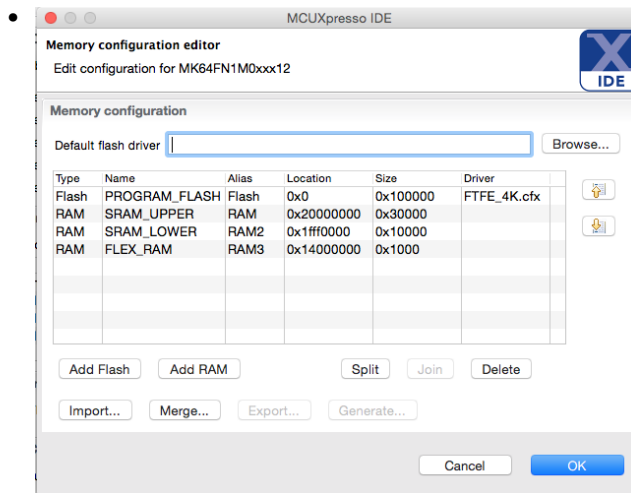 MCUXpresso IDE
Memory configuration editor
Edit configuration for MK64FN1M0xxx12
IDE
Memory configuration
Default flash driver
Browse...
Type Name Alias Location Size Driver
Flash PROGRAM_FLASH Flash 0x0 0x100000 FTFE_4K.cfx
RAM SRAM_UPPER RAM 0x20000000 0x30000
RAM SRAM_LOWER RAM2 0x1fff0000 0x10000
RAM FLEX_RAM RAM3 0x14000000 0x1000
Add Flash Add RAM Split Join Delete
Import... Merge... Export... Generate...
Cancel OK